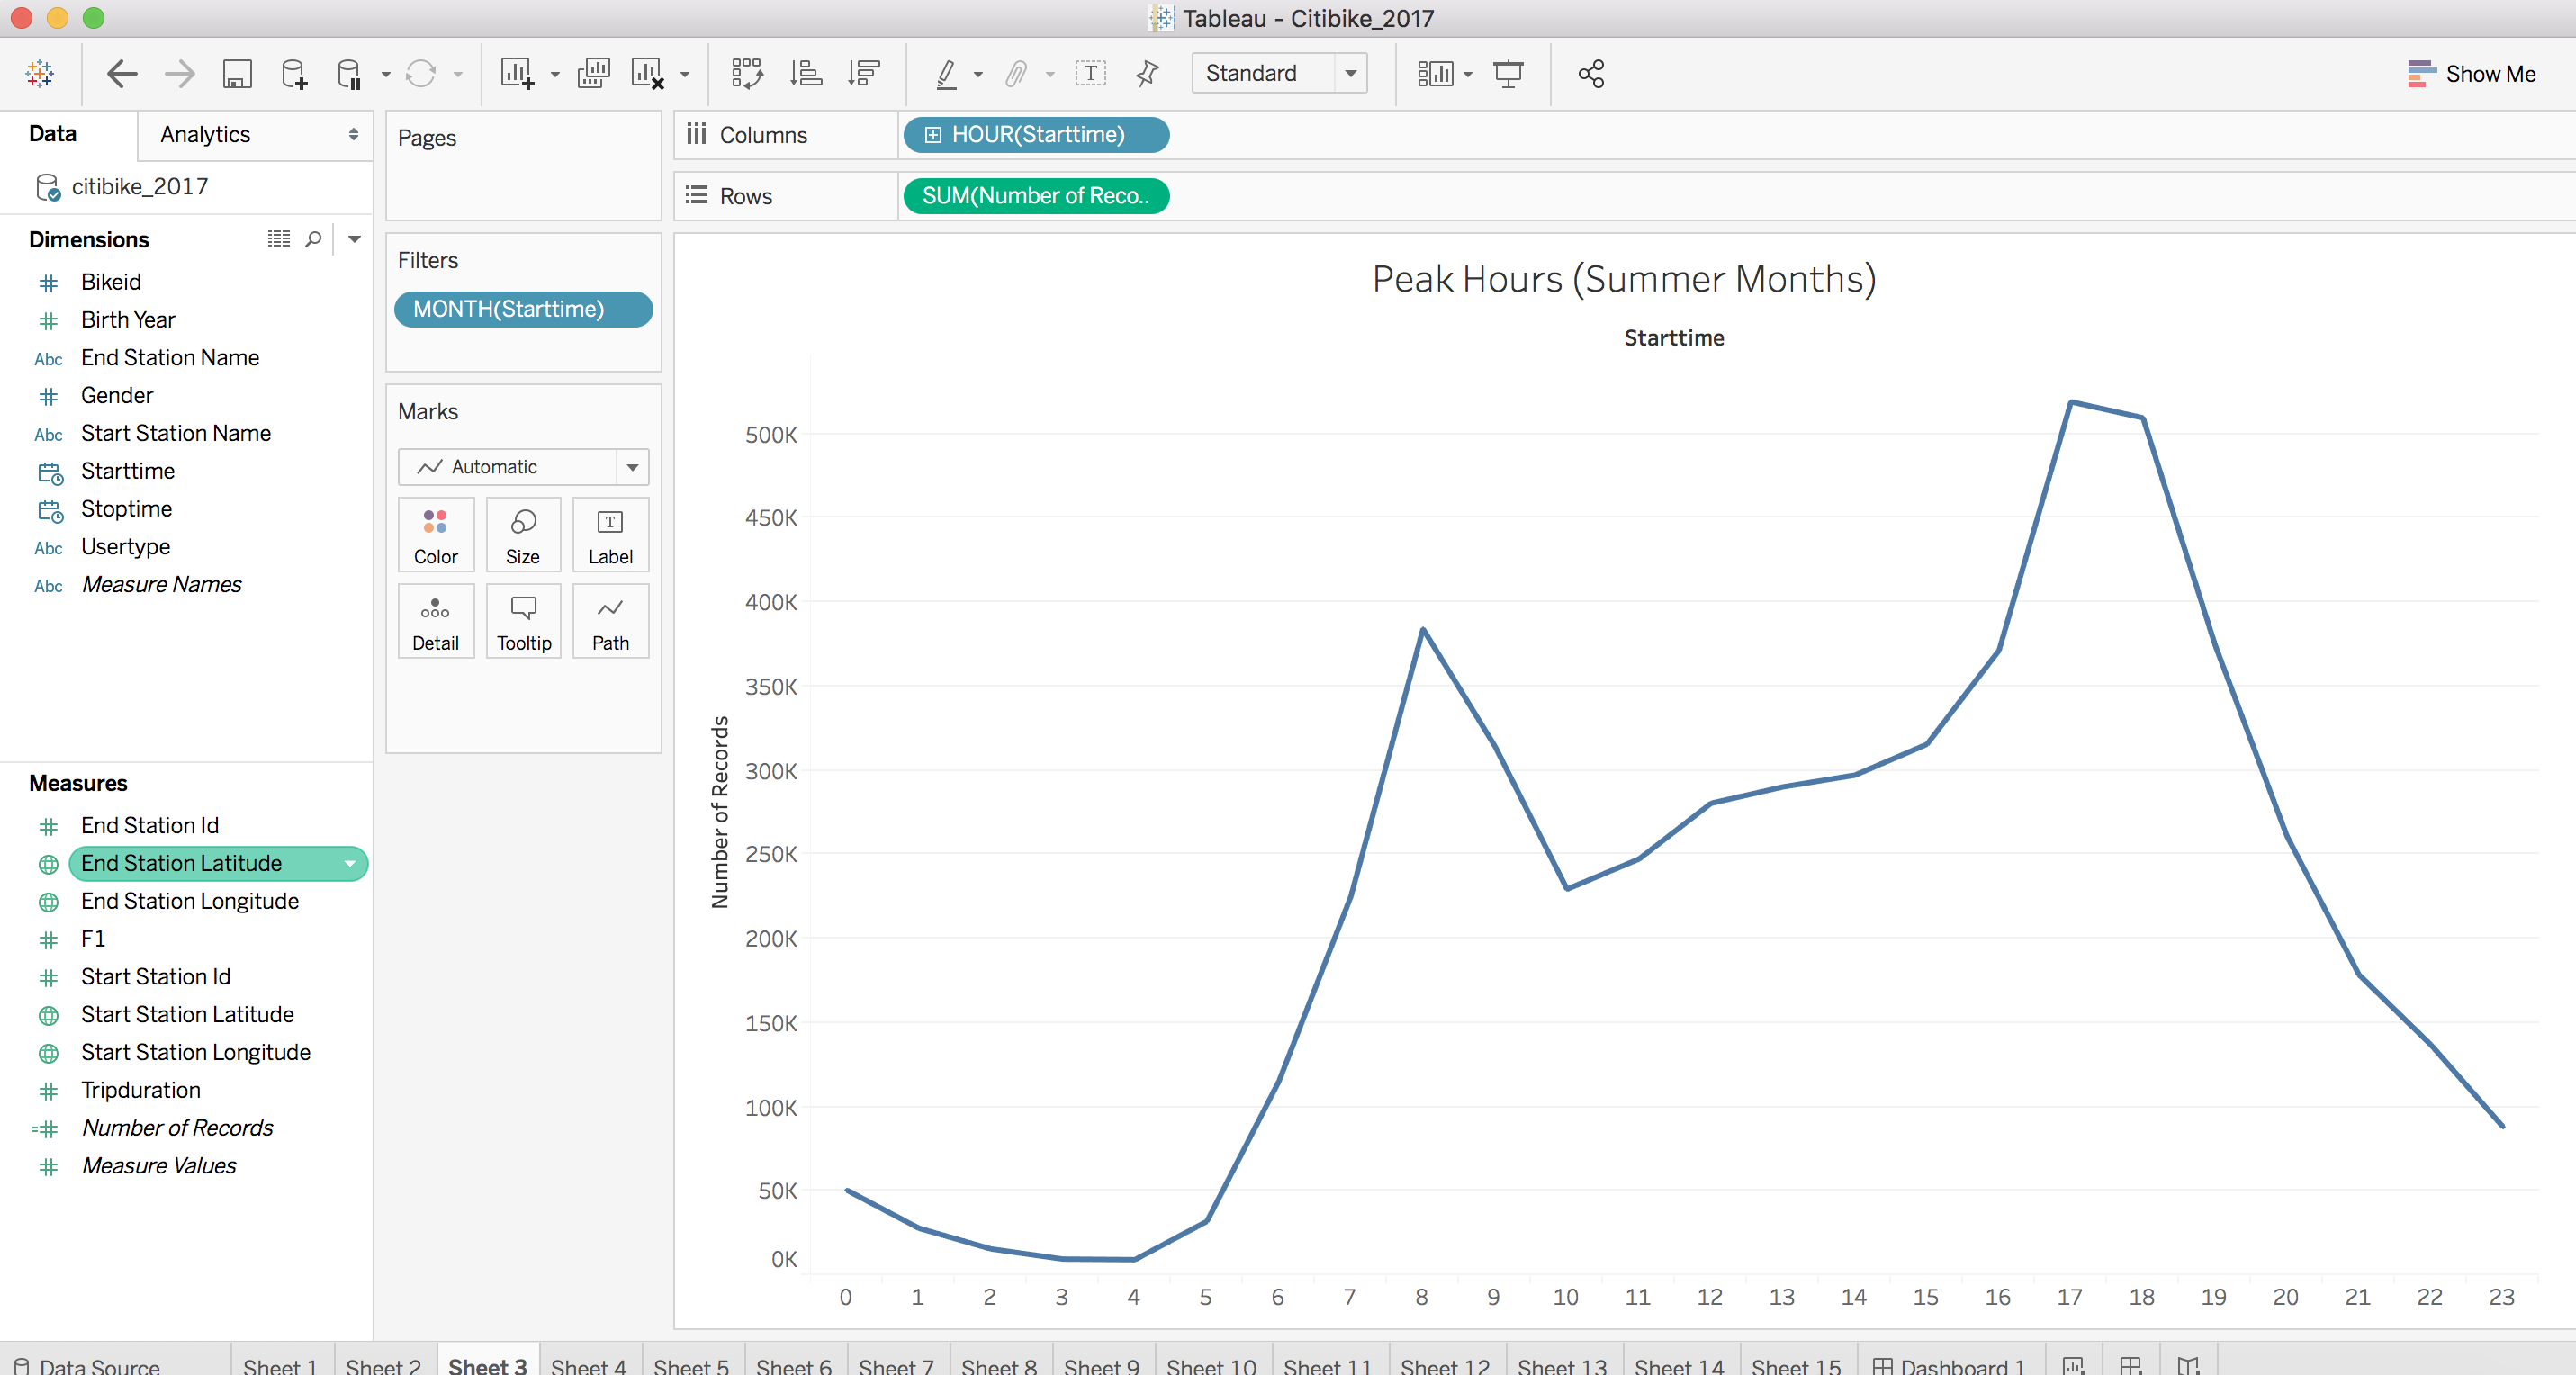 Tableau - Citibike_2017
Standard
Show Me
Data
Analytics
citibike_2017
Dimensions
# Bikeid
# Birth Year
Abc End Station Name
# Gender
Abc Start Station Name
Starttime
Stoptime
Abc Usertype
Abc Measure Names
Measures
# End Station Id
End Station Latitude
End Station Longitude
# F1
# Start Station Id
Start Station Latitude
Start Station Longitude
# Tripduration
=# Number of Records
# Measure Values
Pages
Filters
MONTH(Starttime)
Marks
Automatic
Color Size Label
Detail Tooltip Path
Columns HOUR(Starttime)
Rows SUM(Number of Reco..
Peak Hours (Summer Months)
Starttime
Number of Records
500K
450K
400K
350K
300K
250K
200K
150K
100K
50K
0K
0 1 2 3 4 5 6 7 8 9 10 11 12 13 14 15 16 17 18 19 20 21 22 23
Data Source Sheet 1 Sheet 2 Sheet 3 Sheet 4 Sheet 5 Sheet 6 Sheet 7 Sheet 8 Sheet 9 Sheet 10 Sheet 11 Sheet 12 Sheet 13 Sheet 14 Sheet 15 Dashboard 1